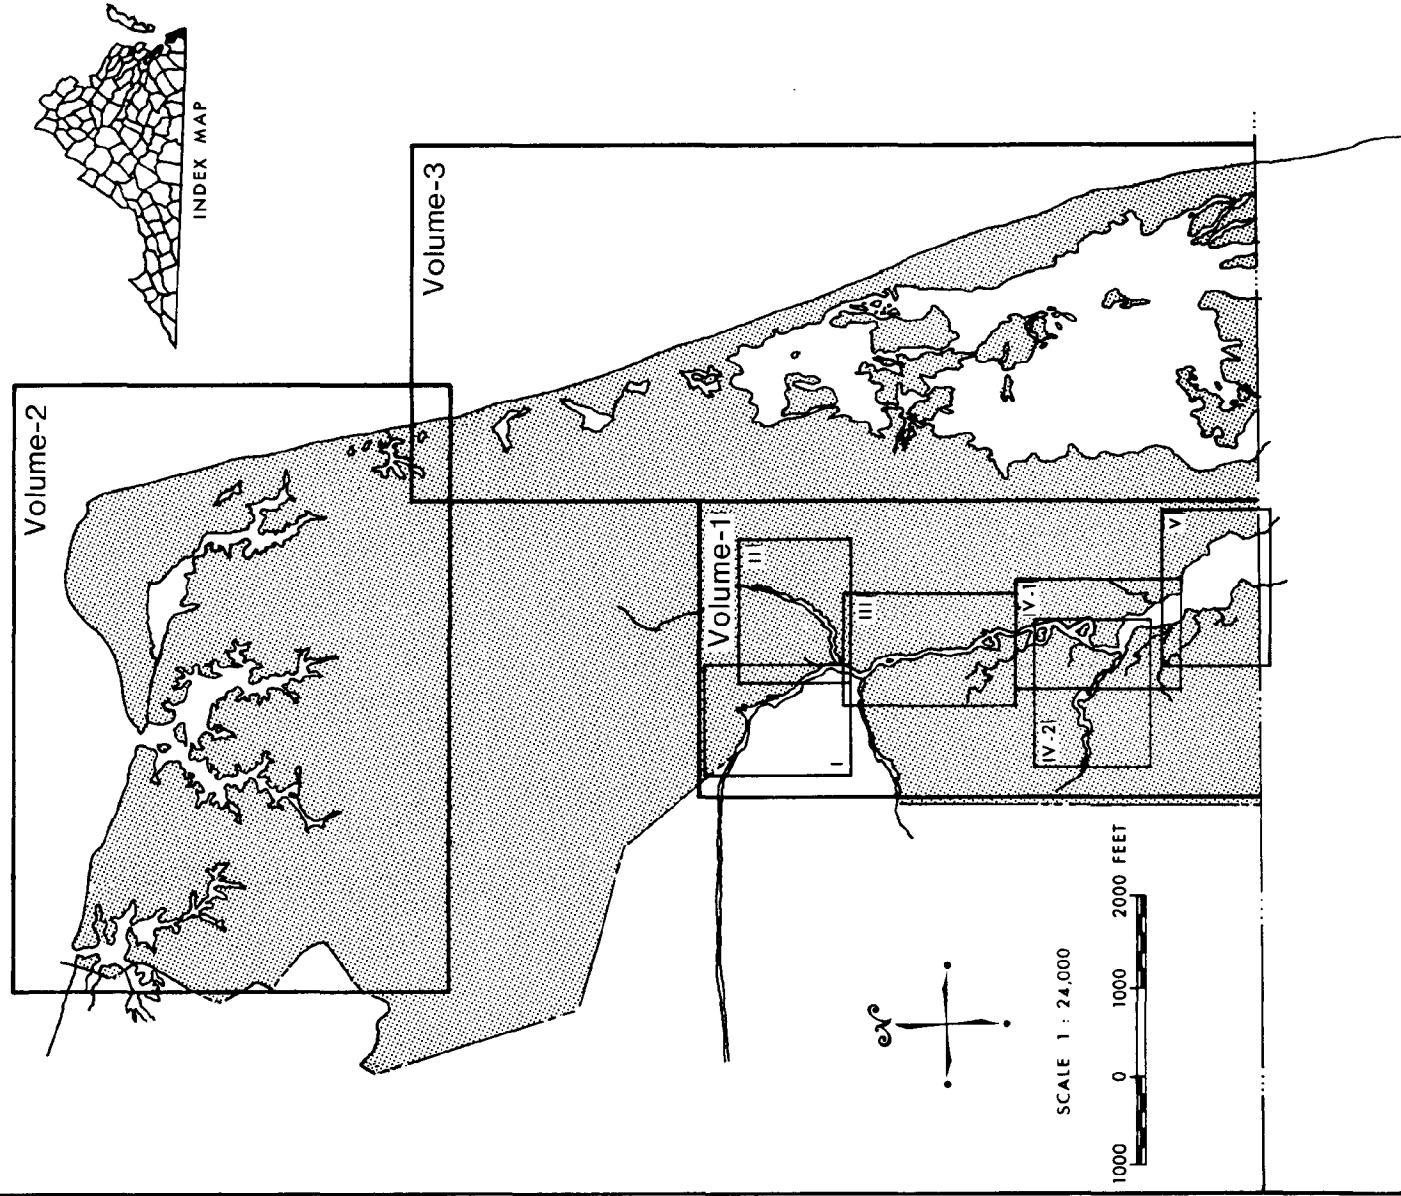 INDEX MAP
Volume-3
Volume-2
Volume-1
II
III
I
IV-1
IV-2
V
N
SCALE 1 : 24,000
1000 0 1000 2000 FEET